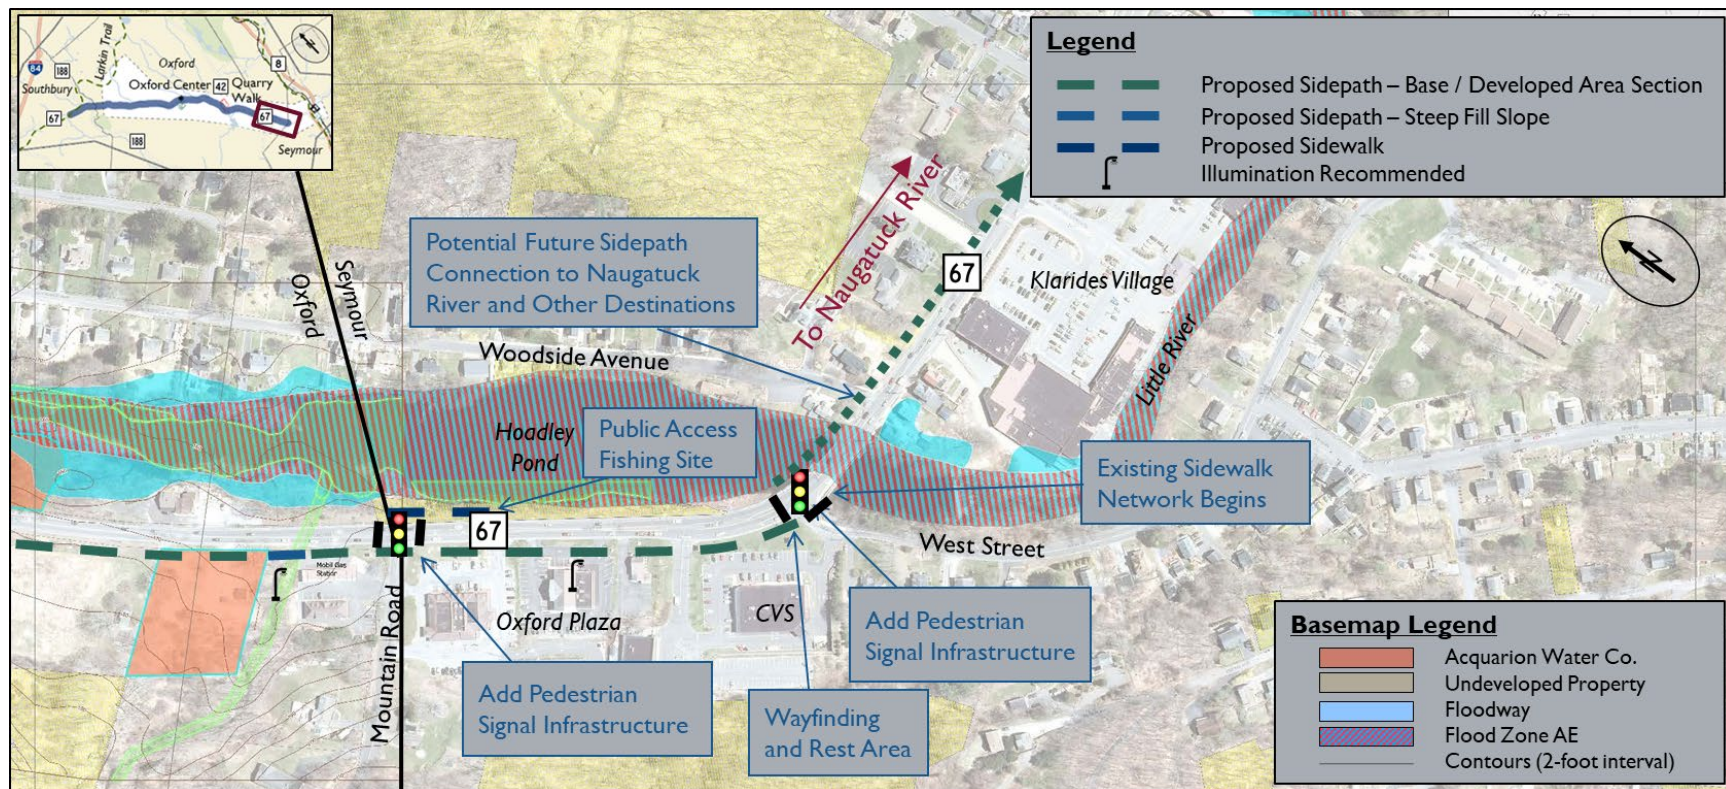 84
188
Larkin Trail
Oxford
8
Southbury
Oxford Center
42
Quarry
Walk
67
67
188
Seymour
N
Legend
Proposed Sidepath – Base / Developed Area Section
Proposed Sidepath – Steep Fill Slope
Proposed Sidewalk
Illumination Recommended
N
Potential Future Sidepath
Connection to Naugatuck
River and Other Destinations
To Naugatuck River
67
Klarides Village
Seymour
Oxford
Woodside Avenue
Little River
Hoadley
Pond
Public Access
Fishing Site
Existing Sidewalk
Network Begins
67
West Street
Mobil Gas
Station
Mountain Road
Oxford Plaza
CVS
Add Pedestrian
Signal Infrastructure
Add Pedestrian
Signal Infrastructure
Wayfinding
and Rest Area
Basemap Legend
Acquarion Water Co.
Undeveloped Property
Floodway
Flood Zone AE
Contours (2-foot interval)